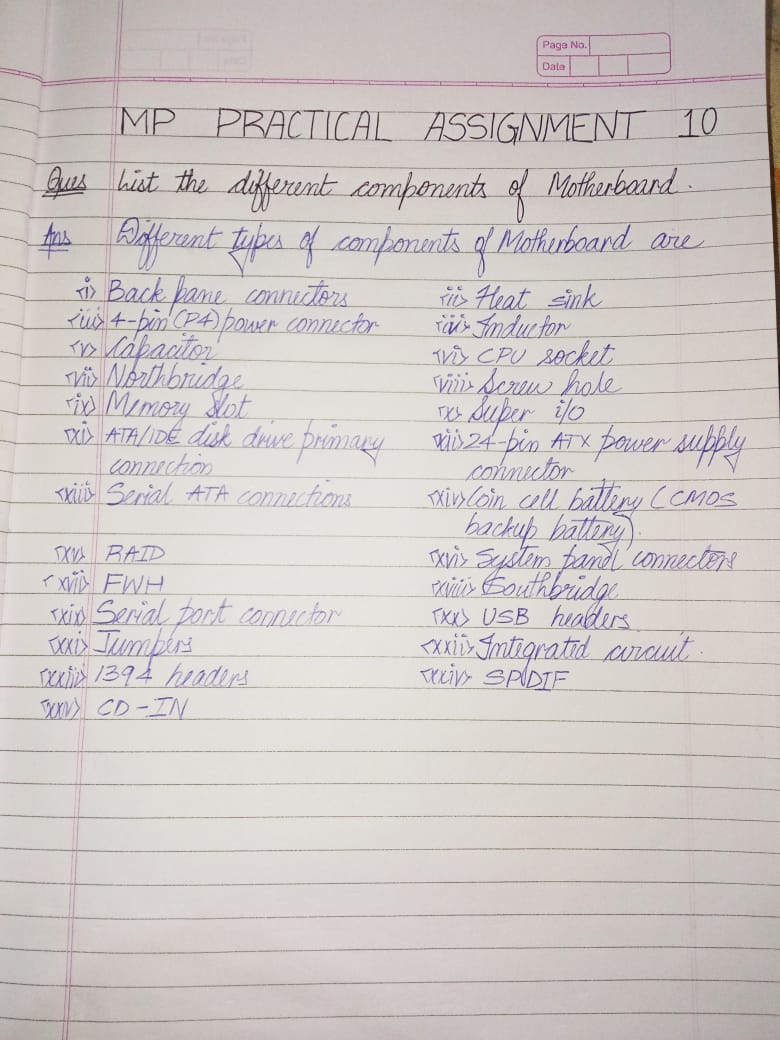 Page No.
Date
MP PRACTICAL ASSIGNMENT 10
Ques List the different components of Motherboard.
Ans Different types of components of Motherboard are
i> Back pane connectors ii> Heat sink
iii> 4-pin (P4) power connector iv> Inductor
v> Capacitor vi> CPU socket
vii> Northbridge viii> Screw hole
ix> Memory Slot x> Super i/o
xi> ATA/IDE disk drive primary xii> 24-pin ATX power supply
connection connector
xiii> Serial ATA connections xiv> Coin cell battery (CMOS
backup battery).
xv> RAID xvi> System panel connectors
xvii> FWH xviii> Southbridge
xix> Serial port connector xx> USB headers
xxi> Jumpers xxii> Integrated circuit.
xxiii> 1394 headers xxiv> SPDIF
xxv> CD-IN